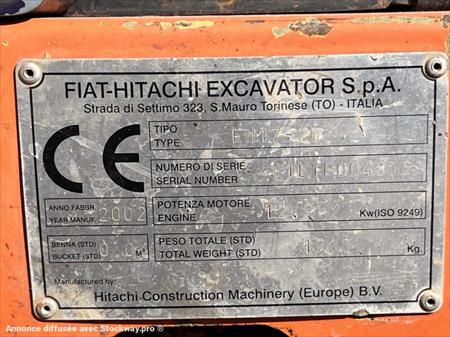 FIAT-HITACHI EXCAVATOR S.p.A.
Strada di Settimo 323, S.Mauro Torinese (TO) - ITALIA
CE
TIPO
TYPE
NUMERO DI SERIE
SERIAL NUMBER
ANNO FABBR.
YEAR MANUF.
2002
POTENZA MOTORE
ENGINE
Kw(ISO 9249)
BENNA (STD)
BUCKET (STD)
M³
PESO TOTALE (STD)
TOTAL WEIGHT (STD)
Kg.
Manufactured by:
Hitachi Construction Machinery (Europe) B.V.
Annonce diffusée avec Stockway.pro ®